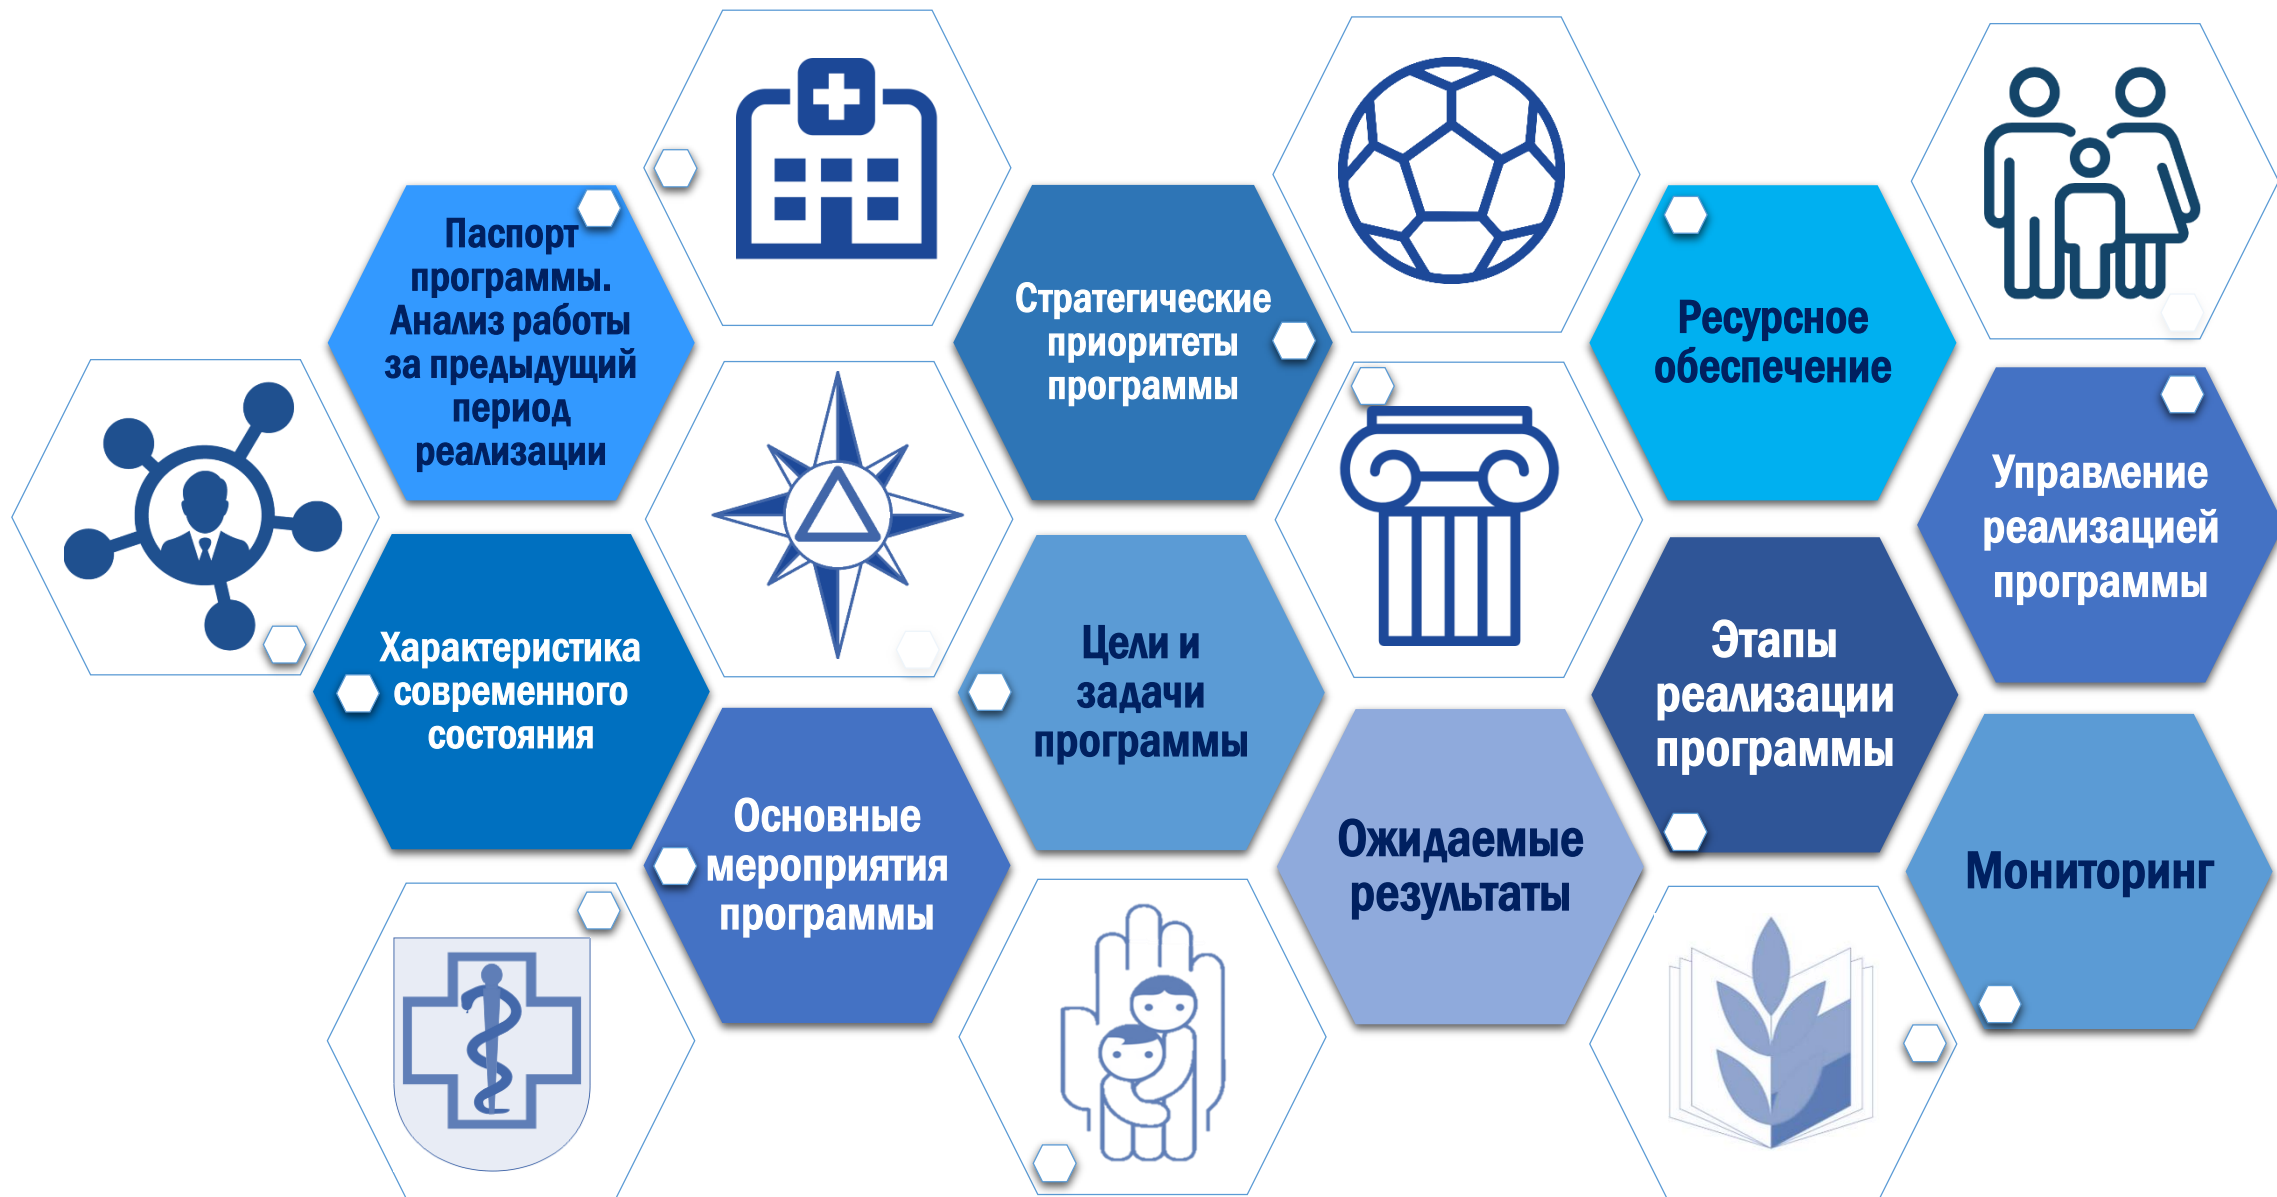 Паспорт
программы.
Анализ работы
за предыдущий
период
реализации
Стратегические
приоритеты
программы
Ресурсное
обеспечение
Управление
реализацией
программы
Характеристика
современного
состояния
Цели и
задачи
программы
Этапы
реализации
программы
Основные
мероприятия
программы
Ожидаемые
результаты
Мониторинг